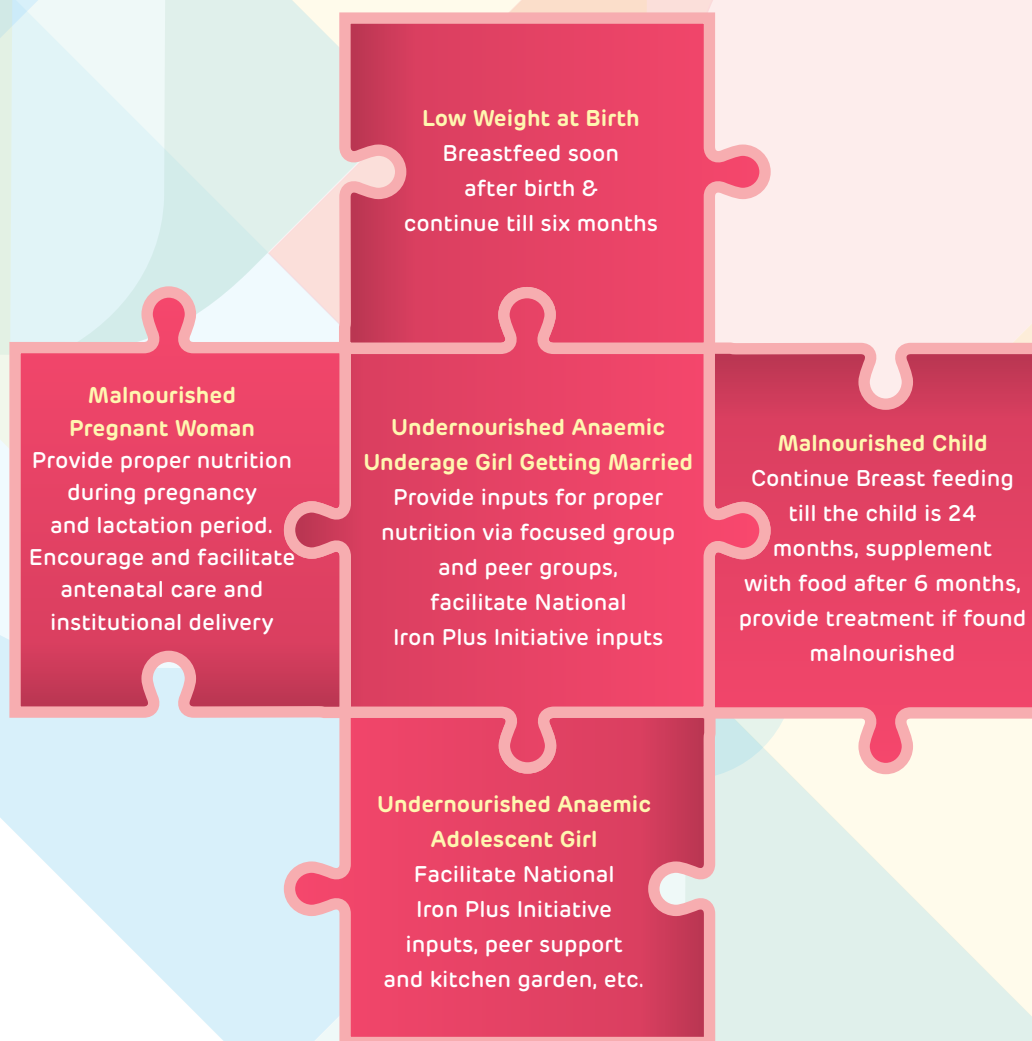 Low Weight at Birth
Breastfeed soon
after birth &
continue till six months
Malnourished
Pregnant Woman
Provide proper nutrition
during pregnancy
and lactation period.
Encourage and facilitate
antenatal care and
institutional delivery
Undernourished Anaemic
Underage Girl Getting Married
Provide inputs for proper
nutrition via focused group
and peer groups,
facilitate National
Iron Plus Initiative inputs
Malnourished Child
Continue Breast feeding
till the child is 24
months, supplement
with food after 6 months,
provide treatment if found
malnourished
Undernourished Anaemic
Adolescent Girl
Facilitate National
Iron Plus Initiative
inputs, peer support
and kitchen garden, etc.